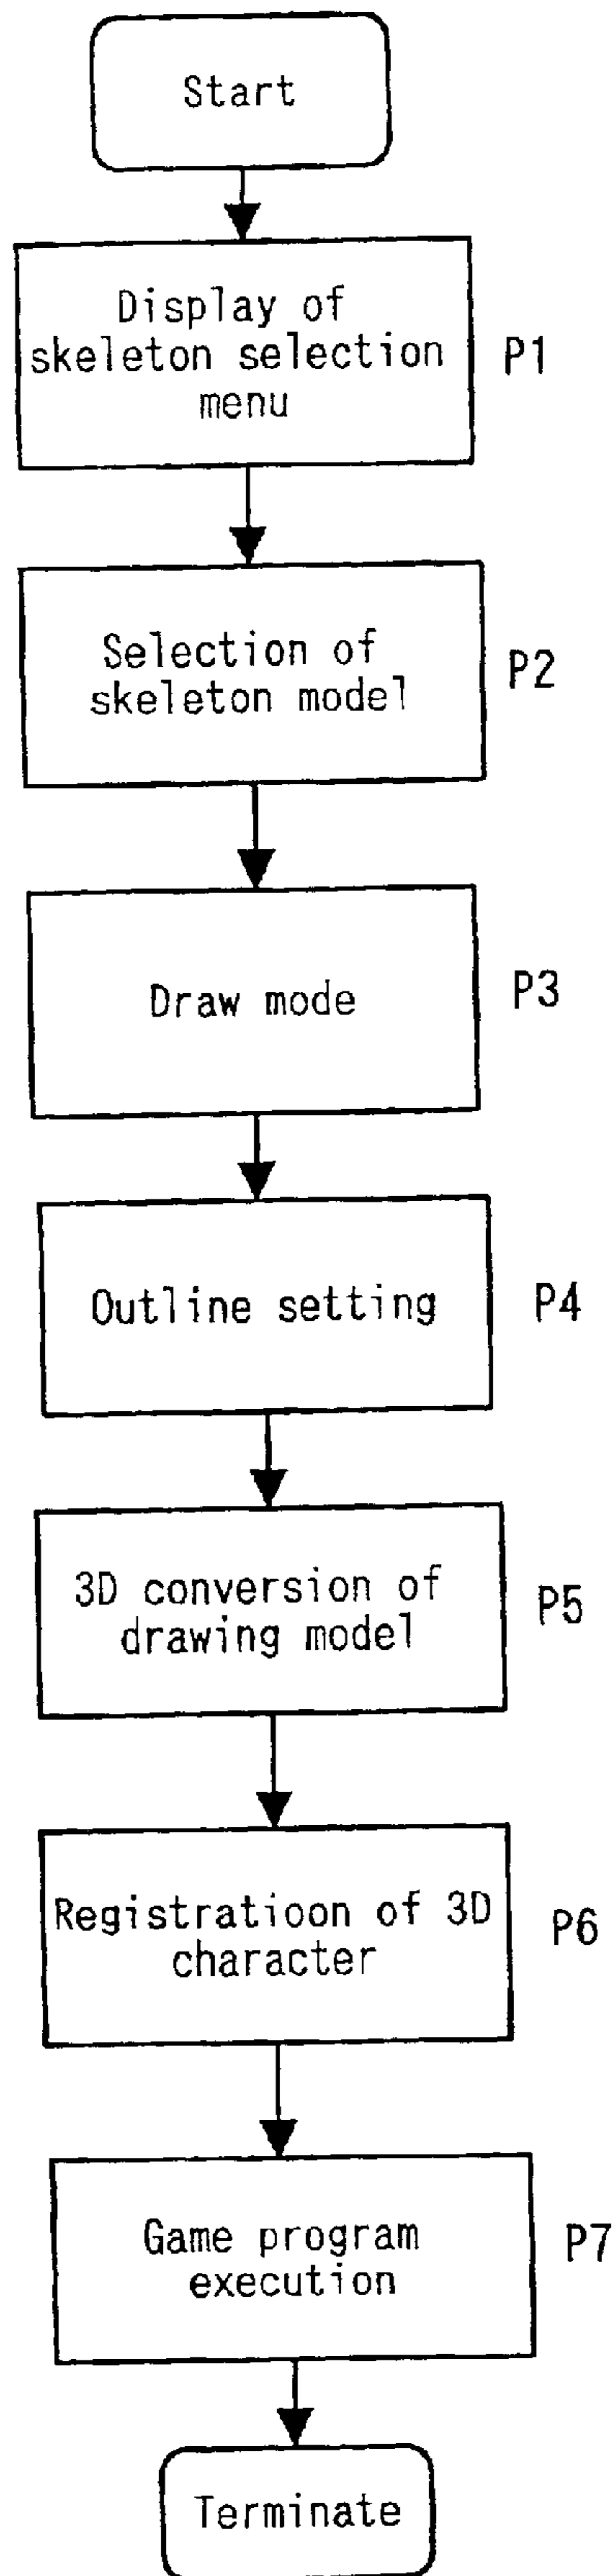 Start
Display of
skeleton selection
menu
P1
Selection of
skeleton model
P2
Draw mode
P3
Outline setting
P4
3D conversion of
drawing model
P5
Registratioon of 3D
character
P6
Game program
execution
P7
Terminate